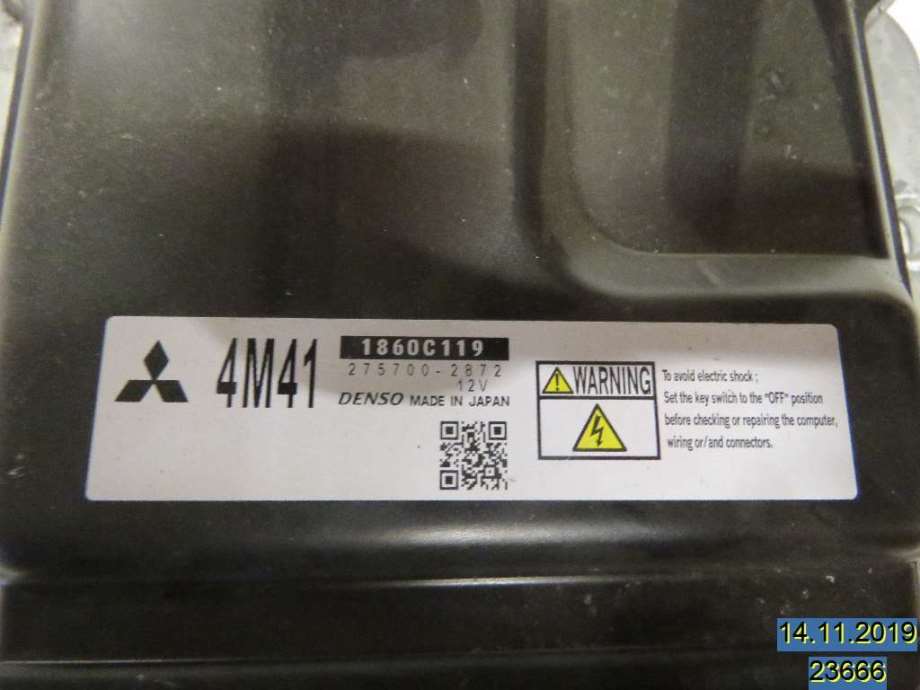 4M41
1860C119
275700-2872
12V
DENSO MADE IN JAPAN
WARNING
To avoid electric shock ;
Set the key switch to the "OFF" position
before checking or repairing the computer,
wiring or/and connectors.
14.11.2019
23666